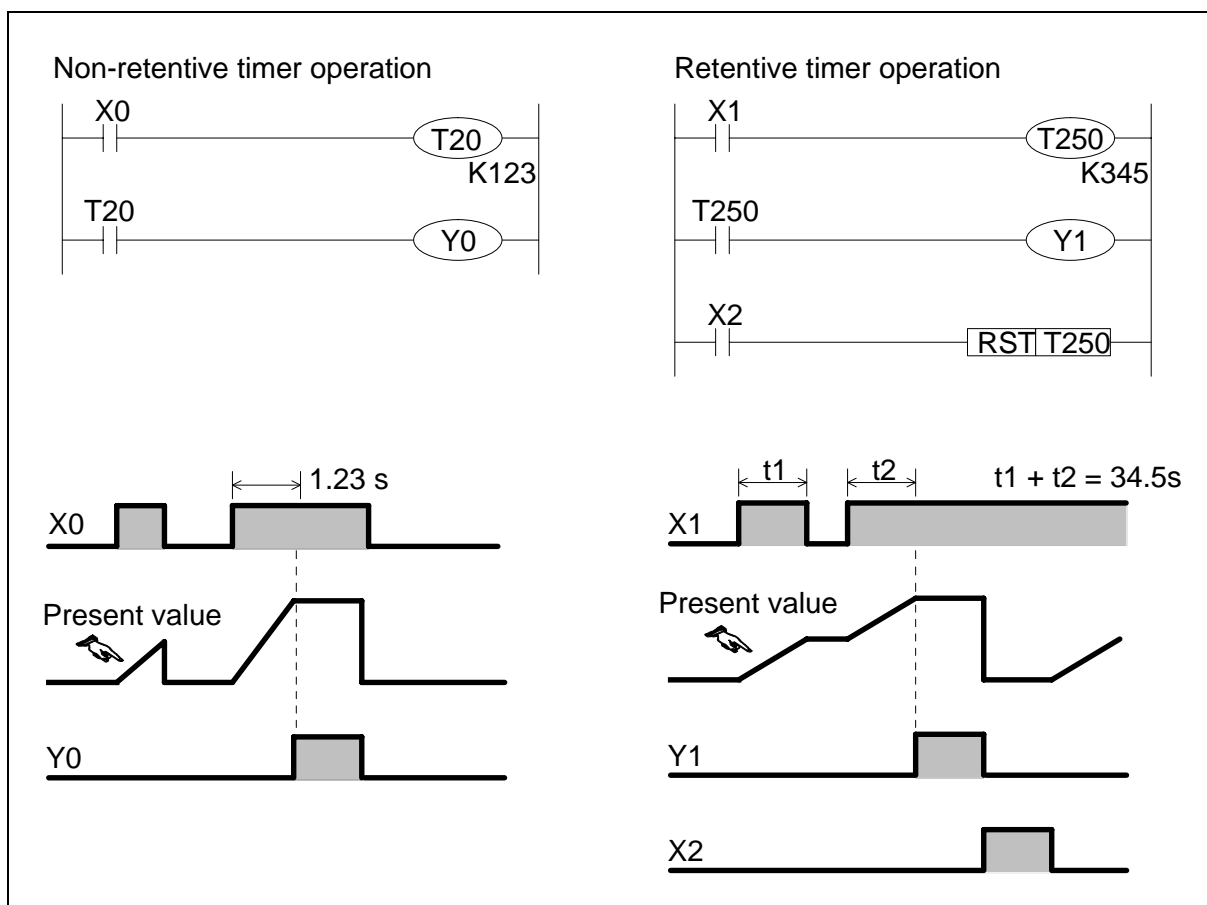 Non-retentive timer operation
X0
T20
K123
T20
Y0
1.23 s
X0
Present value
Y0
Retentive timer operation
X1
T250
K345
T250
Y1
X2
RST T250
t1
t2
t1 + t2 = 34.5s
X1
Present value
Y1
X2